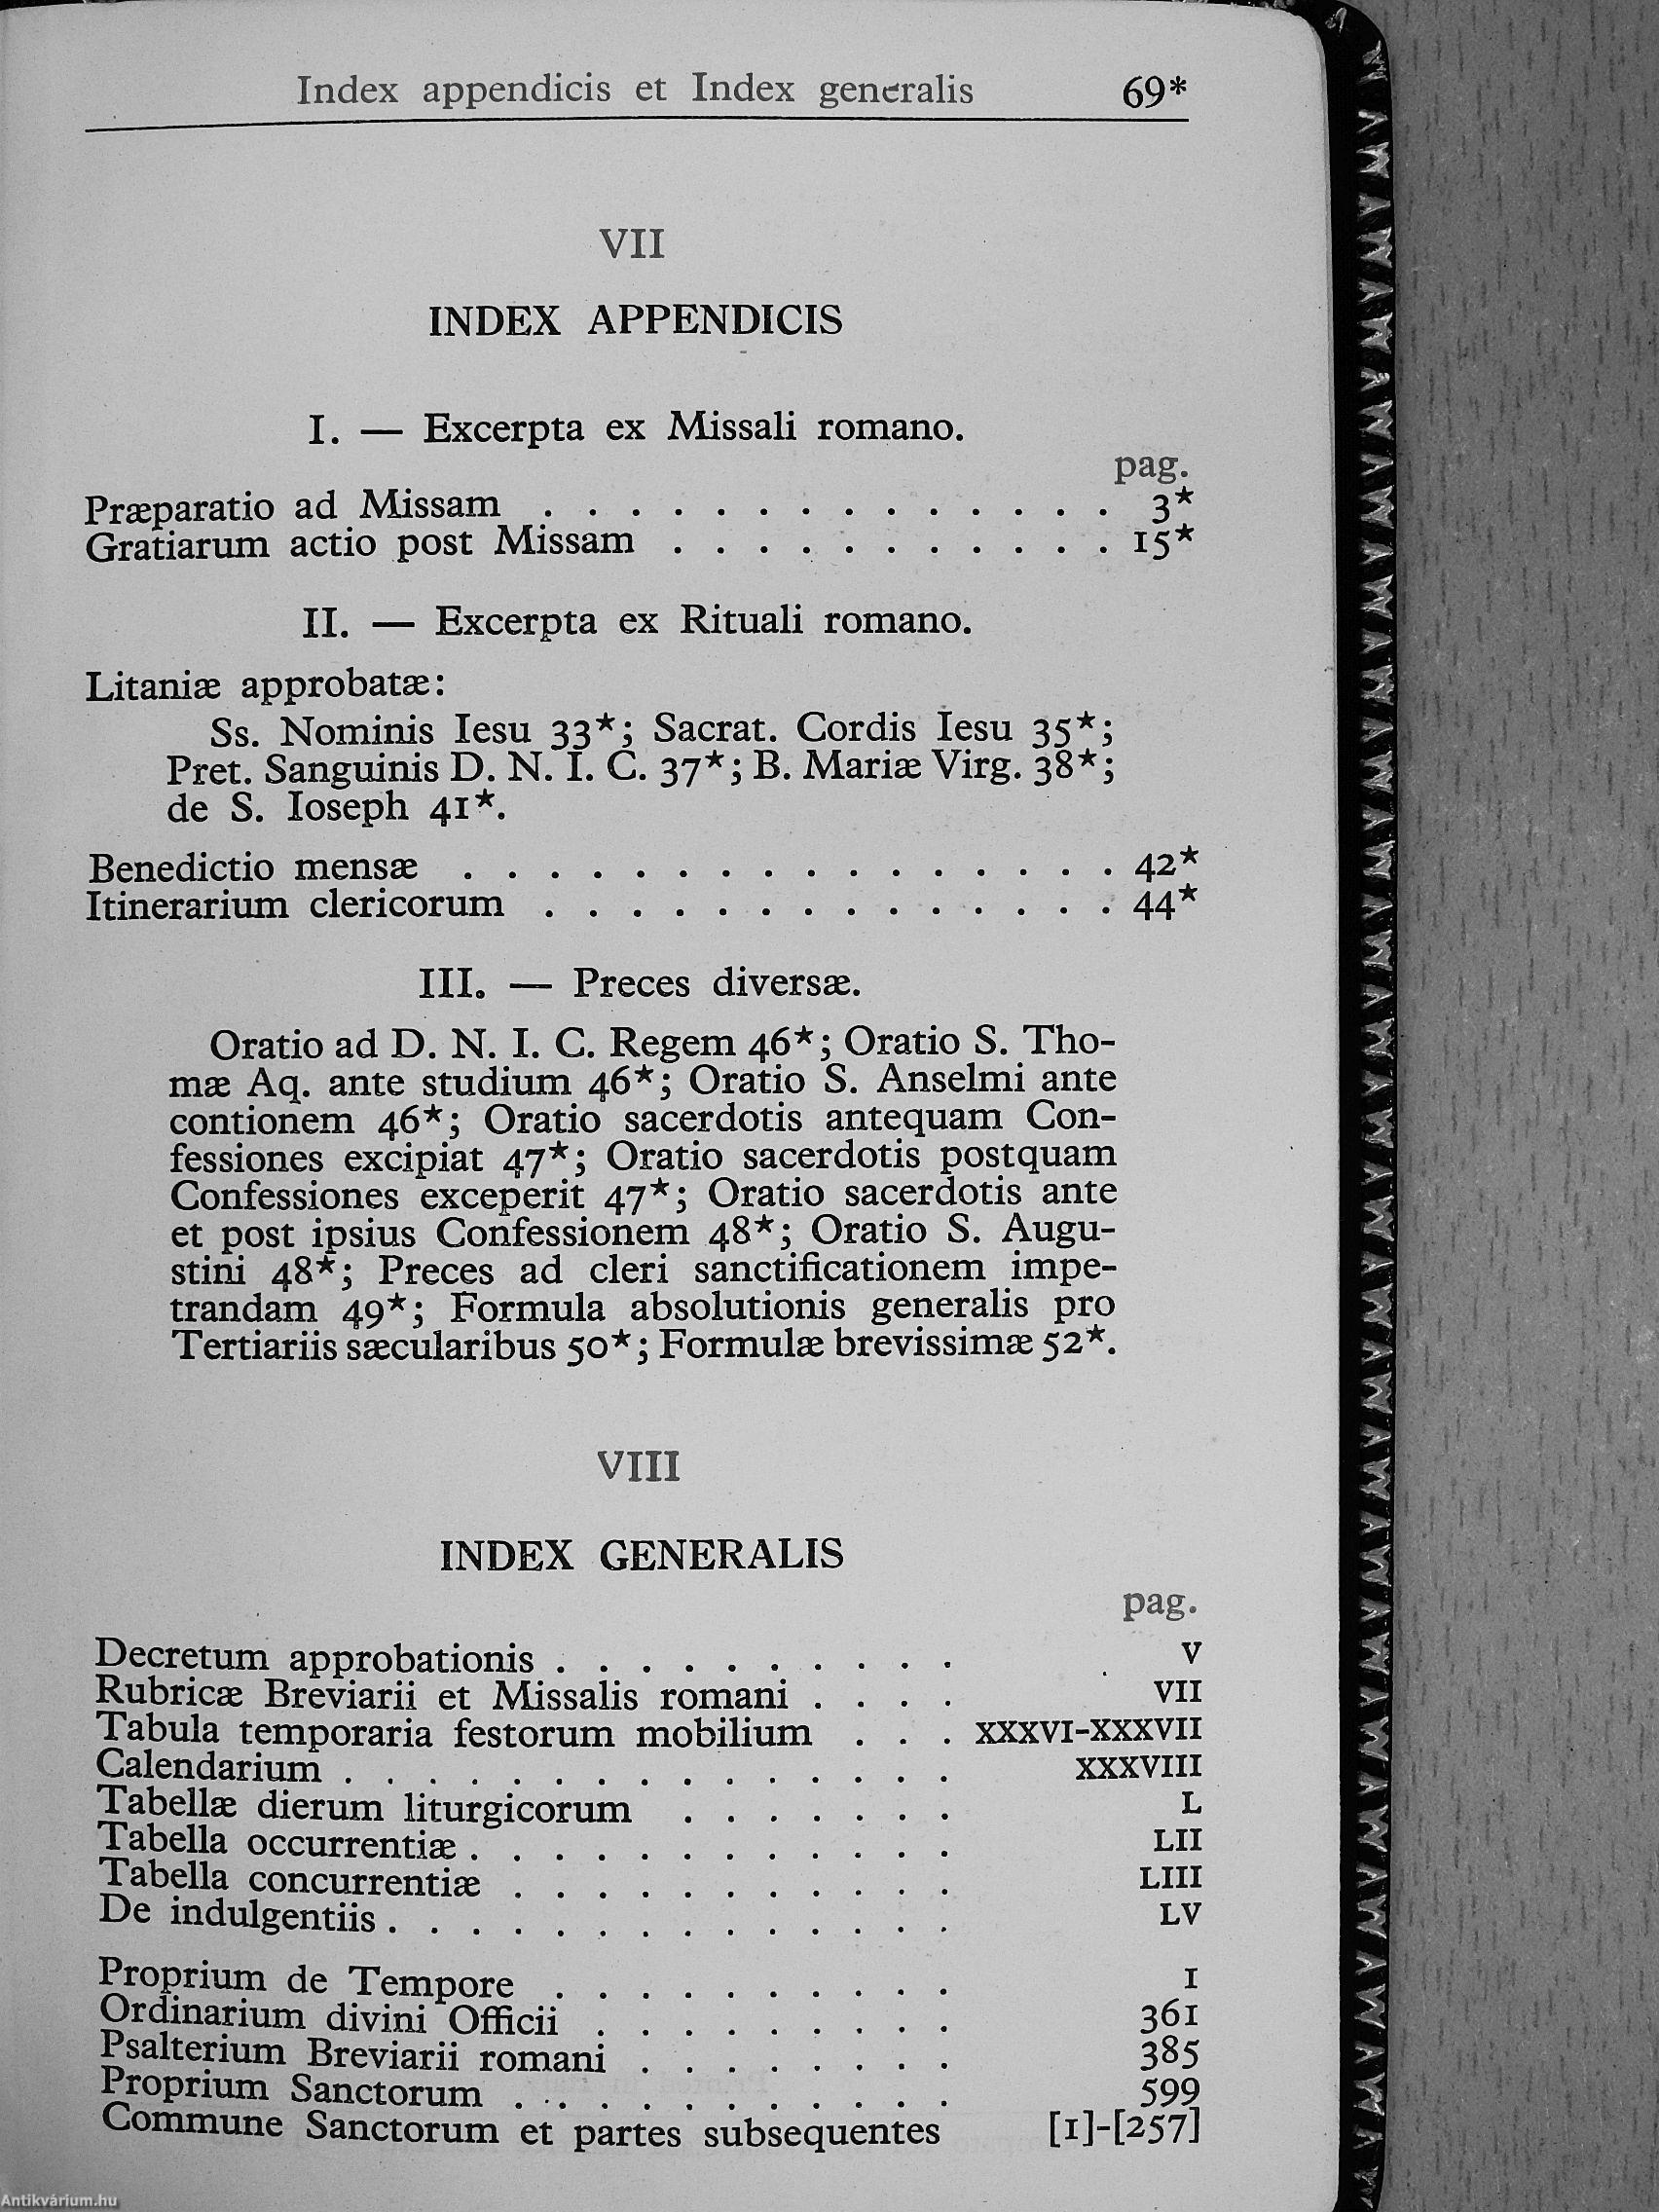 Index appendicis et Index generalis 69*
VII
INDEX APPENDICIS
I. — Excerpta ex Missali romano.
pag.
Præparatio ad Missam . . . . . . . . . . . . . . 3*
Gratiarum actio post Missam . . . . . . . . . . . 15*
II. — Excerpta ex Rituali romano.
Litaniæ approbatæ:
Ss. Nominis Iesu 33*; Sacrat. Cordis Iesu 35*;
Pret. Sanguinis D. N. I. C. 37*; B. Mariæ Virg. 38*;
de S. Ioseph 41*.
Benedictio mensæ . . . . . . . . . . . . . . . . 42*
Itinerarium clericorum . . . . . . . . . . . . . . 44*
III. — Preces diversæ.
Oratio ad D. N. I. C. Regem 46*; Oratio S. Tho-
mæ Aq. ante studium 46*; Oratio S. Anselmi ante
contionem 46*; Oratio sacerdotis antequam Con-
fessiones excipiat 47*; Oratio sacerdotis postquam
Confessiones exceperit 47*; Oratio sacerdotis ante
et post ipsius Confessionem 48*; Oratio S. Augu-
stini 48*; Preces ad cleri sanctificationem impe-
trandam 49*; Formula absolutionis generalis pro
Tertiariis sæcularibus 50*; Formulæ brevissimæ 52*.
VIII
INDEX GENERALIS
pag.
Decretum approbationis . . . . . . . . . . V
Rubricæ Breviarii et Missalis romani . . . . VII
Tabula temporaria festorum mobilium . . . XXXVI-XXXVII
Calendarium . . . . . . . . . . . . . . . XXXVIII
Tabellæ dierum liturgicorum . . . . . . . L
Tabella occurrentiæ . . . . . . . . . . . . LII
Tabella concurrentiæ . . . . . . . . . . . LIII
De indulgentiis . . . . . . . . . . . . . . LV
Proprium de Tempore . . . . . . . . . . 1
Ordinarium divini Officii . . . . . . . . . 361
Psalterium Breviarii romani . . . . . . . . 385
Proprium Sanctorum . . . . . . . . . . . 599
Commune Sanctorum et partes subsequentes [1]-[257]
Antikvárium.hu